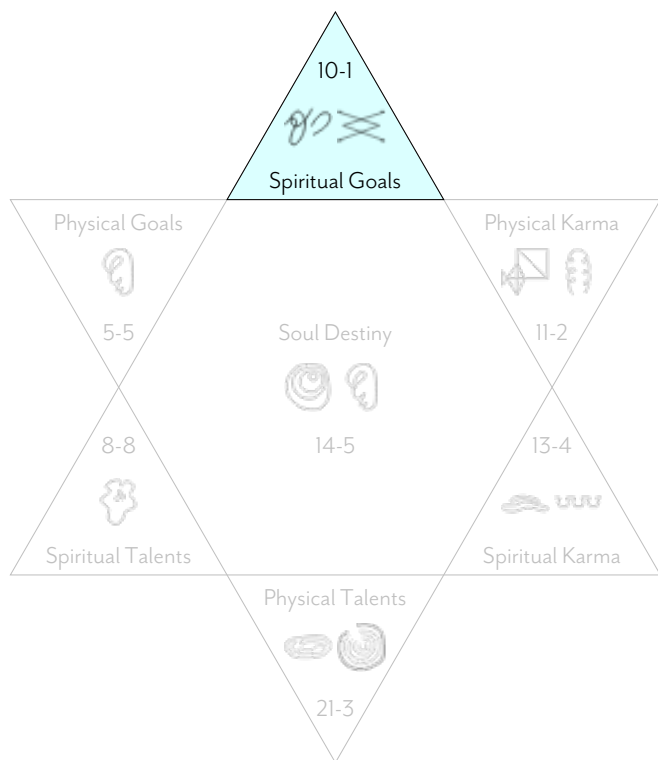 10-1
Spiritual Goals
Physical Goals
5-5
Physical Karma
11-2
Soul Destiny
14-5
8-8
Spiritual Talents
13-4
Spiritual Karma
Physical Talents
21-3